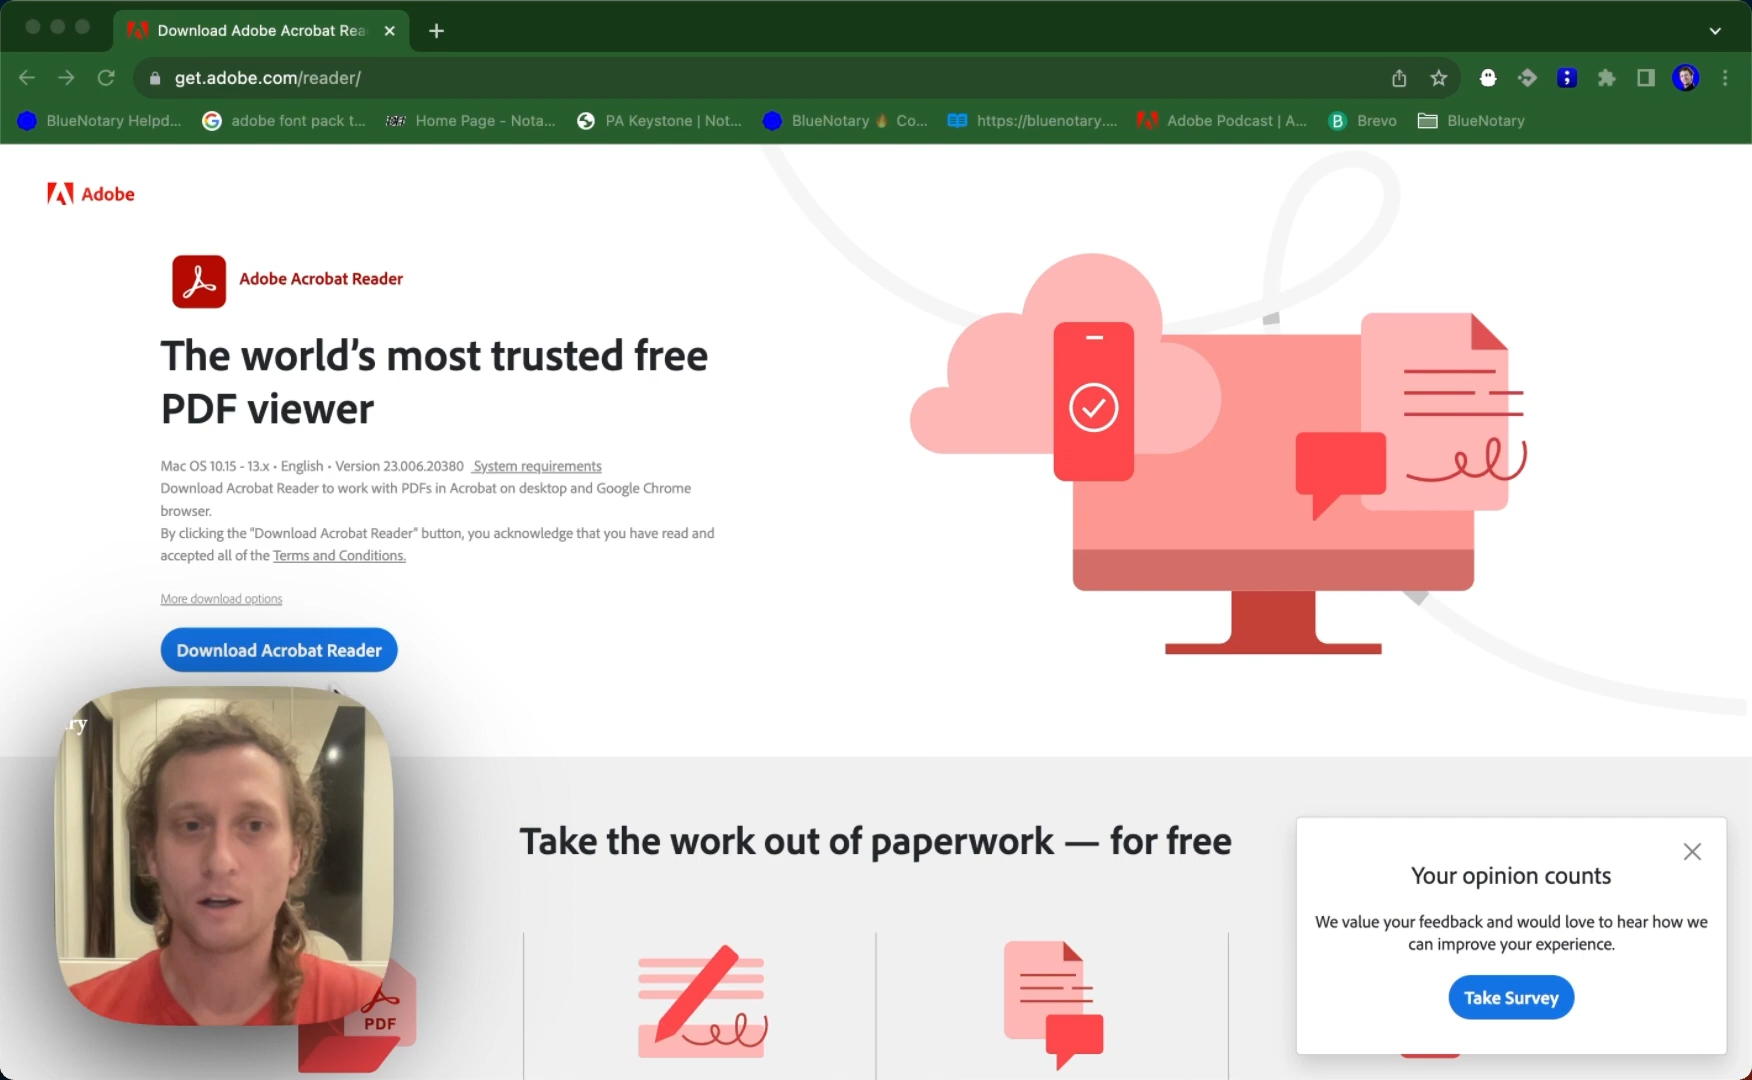 Download Adobe Acrobat Rea
get.adobe.com/reader/
BlueNotary Helpd...
adobe font pack t...
Home Page - Nota...
PA Keystone | Not...
BlueNotary 🔥 Co...
https://bluenotary....
Adobe Podcast | A...
B
Brevo
BlueNotary
Adobe
Adobe Acrobat Reader
The world's most trusted free
PDF viewer
Mac OS 10.15 - 13.x • English • Version 23.006.20380 System requirements
Download Acrobat Reader to work with PDFs in Acrobat on desktop and Google Chrome
browser.
By clicking the "Download Acrobat Reader" button, you acknowledge that you have read and
accepted all of the Terms and Conditions.
More download options
Download Acrobat Reader
ry
Take the work out of paperwork — for free
Your opinion counts
We value your feedback and would love to hear how we
can improve your experience.
Take Survey
PDF